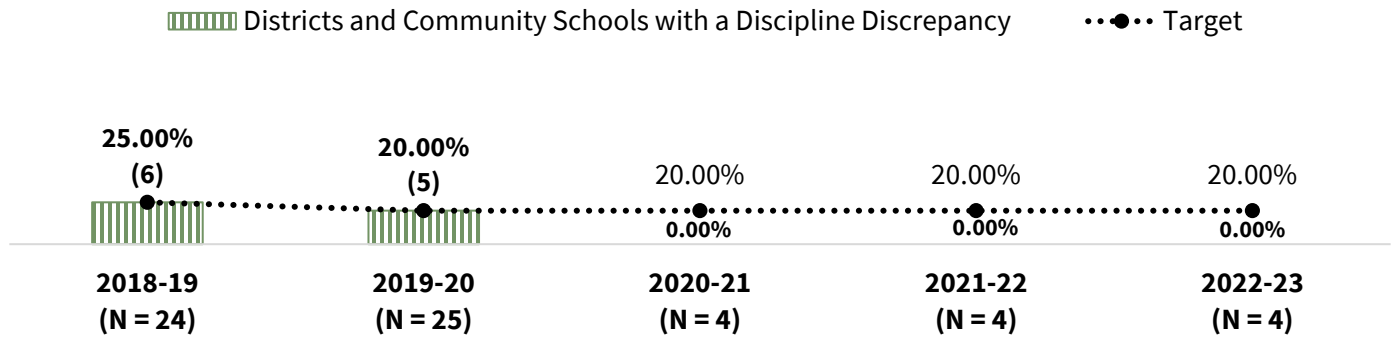 Districts and Community Schools with a Discipline Discrepancy Target
25.00%
(6)
20.00%
(5)
20.00%
20.00%
20.00%
0.00%
0.00%
0.00%
2018-19
(N = 24)
2019-20
(N = 25)
2020-21
(N = 4)
2021-22
(N = 4)
2022-23
(N = 4)